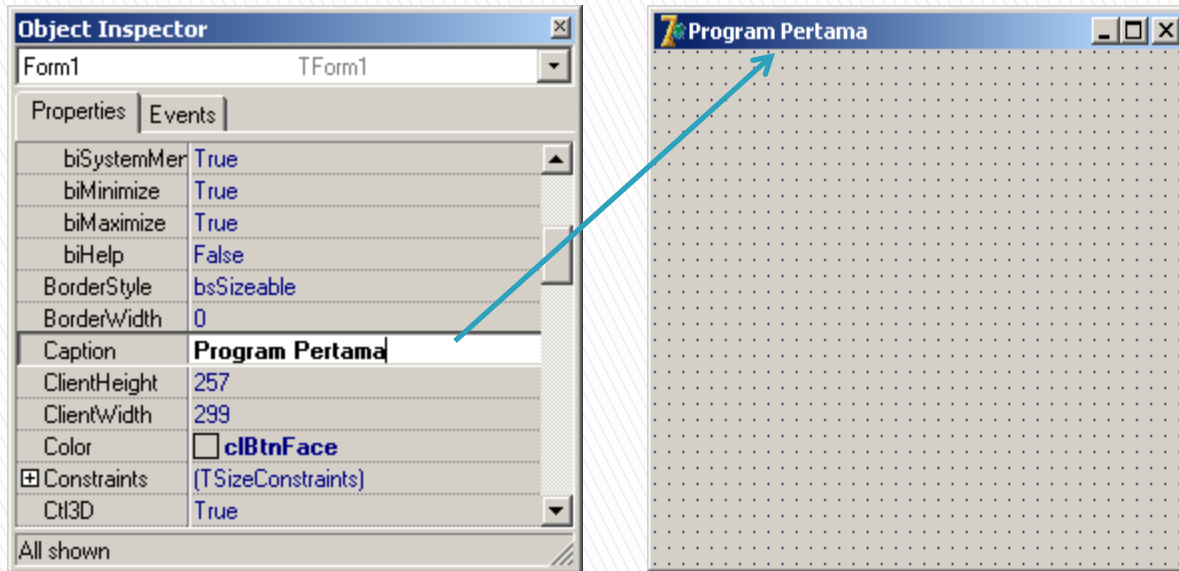 Object Inspector
Form1 TForm1
Properties Events
biSystemMer True
biMinimize True
biMaximize True
biHelp False
BorderStyle bsSizeable
BorderWidth 0
Caption Program Pertama
ClientHeight 257
ClientWidth 299
Color clBtnFace
Constraints (TSizeConstraints)
Ctl3D True
All shown
7 Program Pertama